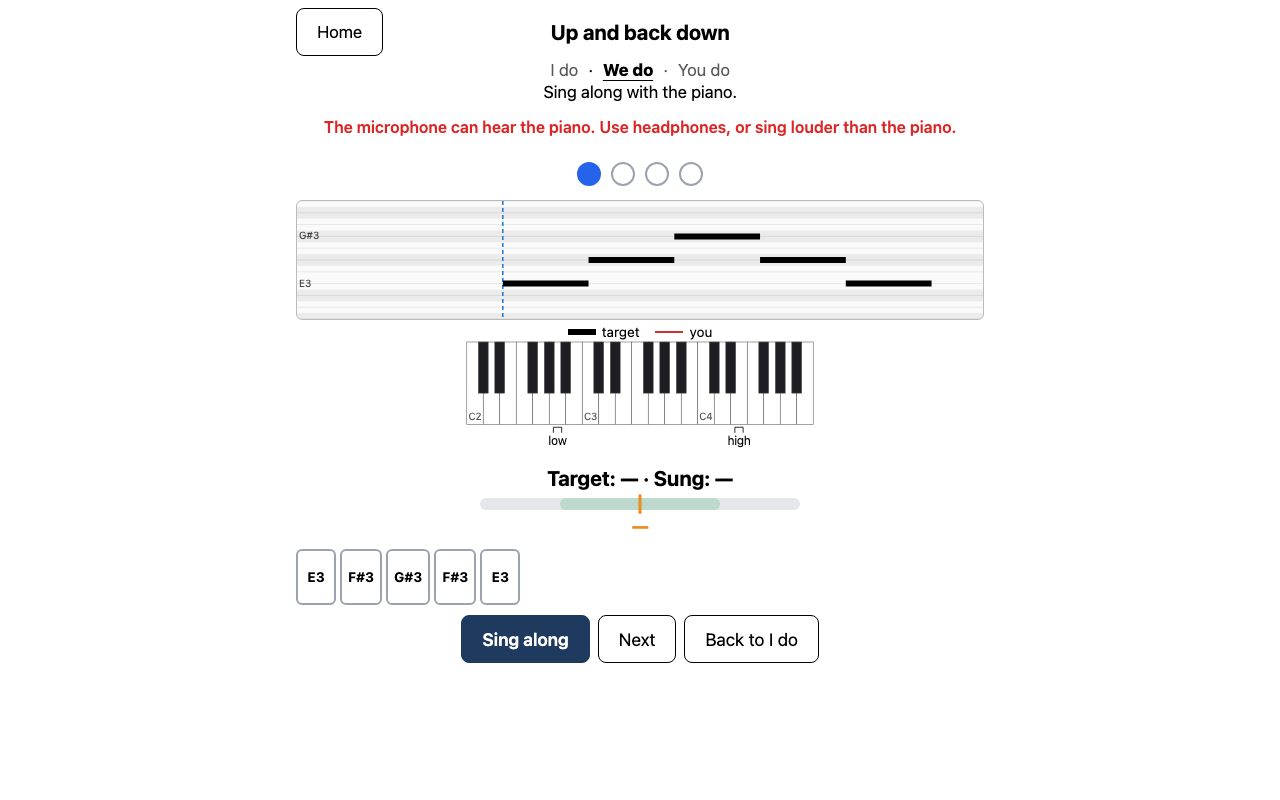 Home
Up and back down
I do · We do · You do
Sing along with the piano.
The microphone can hear the piano. Use headphones, or sing louder than the piano.
G#3
E3
target you
C2 C3 C4
low high
Target: — · Sung: —
—
E3 F#3 G#3 F#3 E3
Sing along Next Back to I do